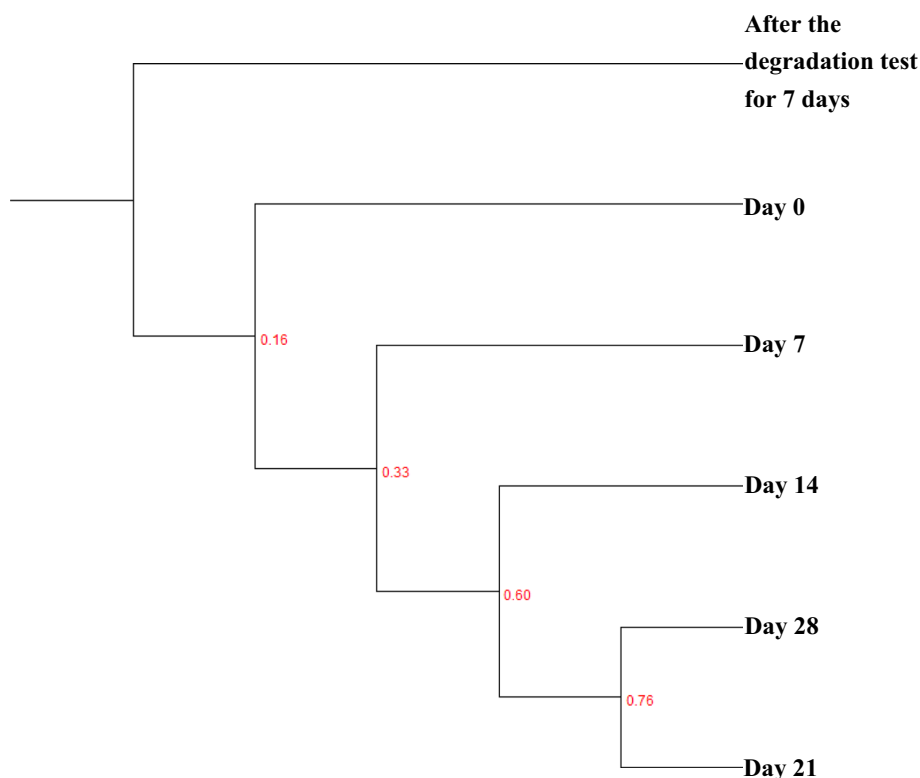 After the
degradation test
for 7 days
Day 0
0.16
Day 7
0.33
Day 14
0.60
Day 28
0.76
Day 21